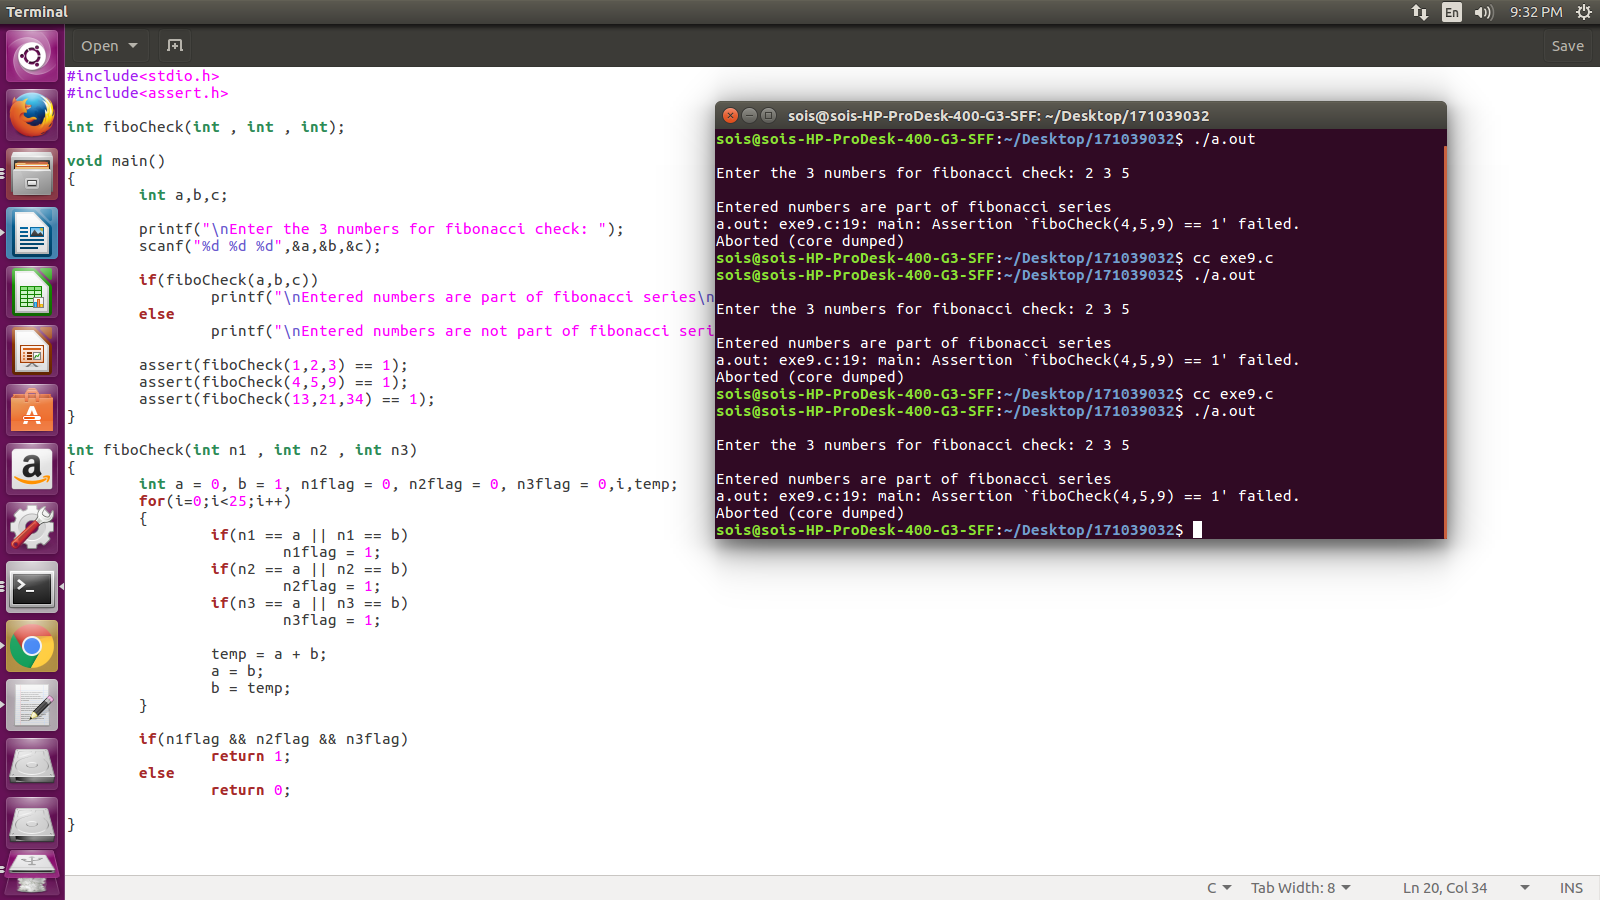 Terminal
En
9:32 PM
Open
Save
#include<stdio.h>
#include<assert.h>
int fiboCheck(int , int , int);
void main()
{
int a,b,c;
printf("\nEnter the 3 numbers for fibonacci check: ");
scanf("%d %d %d",&a,&b,&c);
if(fiboCheck(a,b,c))
printf("\nEntered numbers are part of fibonacci series\n
else
printf("\nEntered numbers are not part of fibonacci seri
assert(fiboCheck(1,2,3) == 1);
assert(fiboCheck(4,5,9) == 1);
assert(fiboCheck(13,21,34) == 1);
}
int fiboCheck(int n1 , int n2 , int n3)
{
int a = 0, b = 1, n1flag = 0, n2flag = 0, n3flag = 0,i,temp;
for(i=0;i<25;i++)
{
if(n1 == a || n1 == b)
n1flag = 1;
if(n2 == a || n2 == b)
n2flag = 1;
if(n3 == a || n3 == b)
n3flag = 1;
temp = a + b;
a = b;
b = temp;
}
if(n1flag && n2flag && n3flag)
return 1;
else
return 0;
}
sois@sois-HP-ProDesk-400-G3-SFF: ~/Desktop/171039032
sois@sois-HP-ProDesk-400-G3-SFF:~/Desktop/171039032$ ./a.out
Enter the 3 numbers for fibonacci check: 2 3 5
Entered numbers are part of fibonacci series
a.out: exe9.c:19: main: Assertion `fiboCheck(4,5,9) == 1' failed.
Aborted (core dumped)
sois@sois-HP-ProDesk-400-G3-SFF:~/Desktop/171039032$ cc exe9.c
sois@sois-HP-ProDesk-400-G3-SFF:~/Desktop/171039032$ ./a.out
Enter the 3 numbers for fibonacci check: 2 3 5
Entered numbers are part of fibonacci series
a.out: exe9.c:19: main: Assertion `fiboCheck(4,5,9) == 1' failed.
Aborted (core dumped)
sois@sois-HP-ProDesk-400-G3-SFF:~/Desktop/171039032$ cc exe9.c
sois@sois-HP-ProDesk-400-G3-SFF:~/Desktop/171039032$ ./a.out
Enter the 3 numbers for fibonacci check: 2 3 5
Entered numbers are part of fibonacci series
a.out: exe9.c:19: main: Assertion `fiboCheck(4,5,9) == 1' failed.
Aborted (core dumped)
sois@sois-HP-ProDesk-400-G3-SFF:~/Desktop/171039032$
C
Tab Width: 8
Ln 20, Col 34
INS